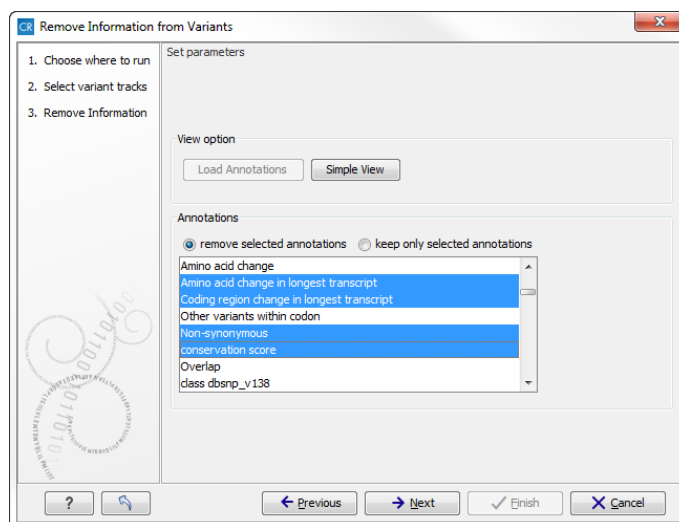 CR Remove Information from Variants
1. Choose where to run
2. Select variant tracks
3. Remove Information
Set parameters
View option
Load Annotations
Simple View
Annotations
remove selected annotations
keep only selected annotations
Amino acid change
Amino acid change in longest transcript
Coding region change in longest transcript
Other variants within codon
Non-synonymous
conservation score
Overlap
class dbsnp_v138
?
Previous
Next
Finish
Cancel